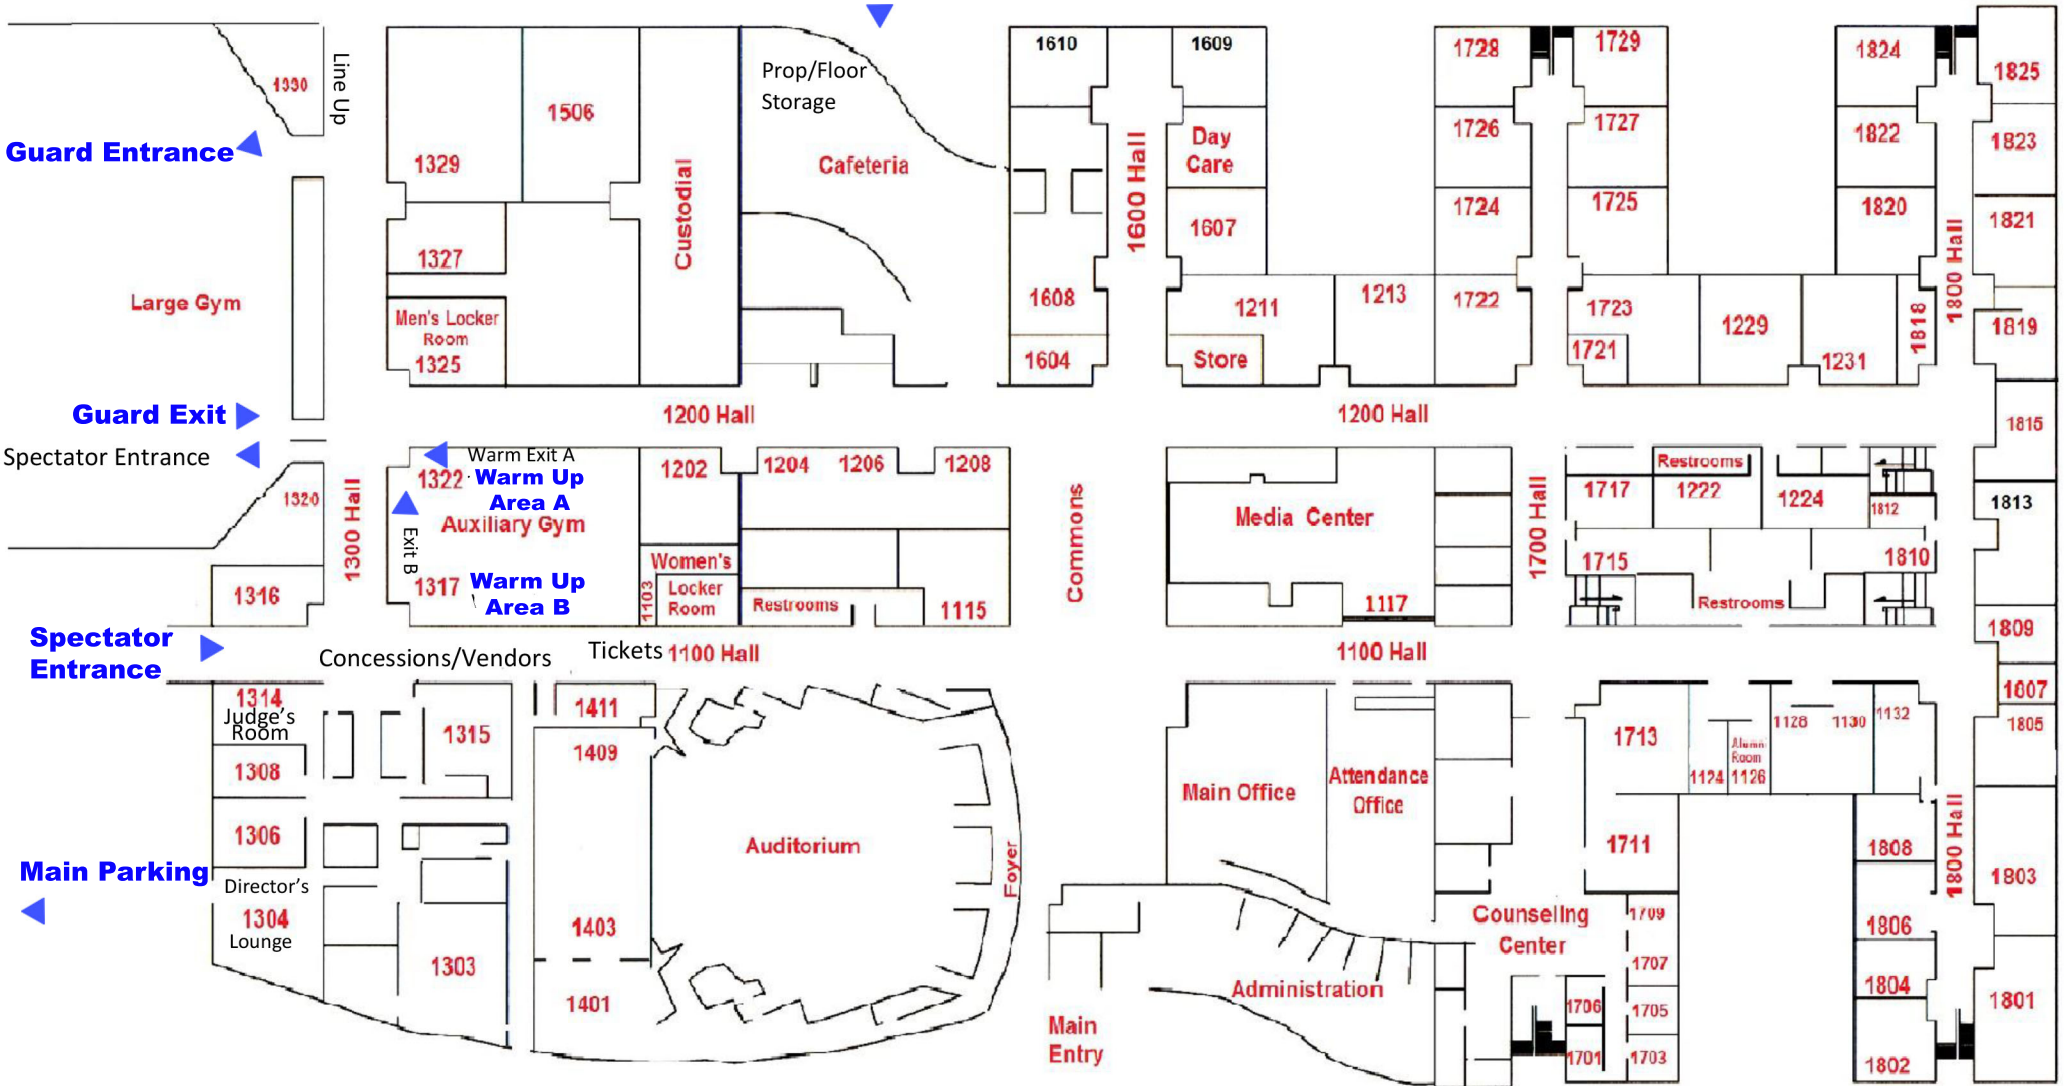 1610
1609
1728
1729
1824
1825
1330
Line Up
Prop/Floor
Storage
1506
1726
1727
1822
1823
Guard Entrance
1329
Custodial
Cafeteria
1600 Hall
Day
Care
1724
1725
1820
1821
1327
1607
1800 Hall
Large Gym
Men's Locker
Room
1325
1608
1211
1213
1722
1723
1229
1818
1819
1604
Store
1721
1231
Guard Exit
1200 Hall
1200 Hall
1815
Spectator Entrance
Warm Exit A
1322
Warm Up
Area A
1202
1204
1206
1208
Restrooms
1717
1222
1224
1812
1813
1320
1300 Hall
Exit B
Auxiliary Gym
Commons
Media Center
1700 Hall
1316
1317
Warm Up
Area B
Women's
Locker
Room
1103
Restrooms
1115
1117
1715
1810
Restrooms
1809
Spectator
Entrance
Concessions/Vendors
Tickets
1100 Hall
1100 Hall
1807
1314
Judge's
Room
1315
1411
1409
1713
1128
1130
1132
1805
Alumni
Room
1124
1126
1308
Main Office
Attendance
Office
1306
Auditorium
Foyer
1711
1808
1800 Hall
1803
Main Parking
Director's
1304
Lounge
1403
Counseling
Center
1709
1806
1303
1707
1401
Administration
1706
1705
1804
1801
Main
Entry
1701
1703
1802